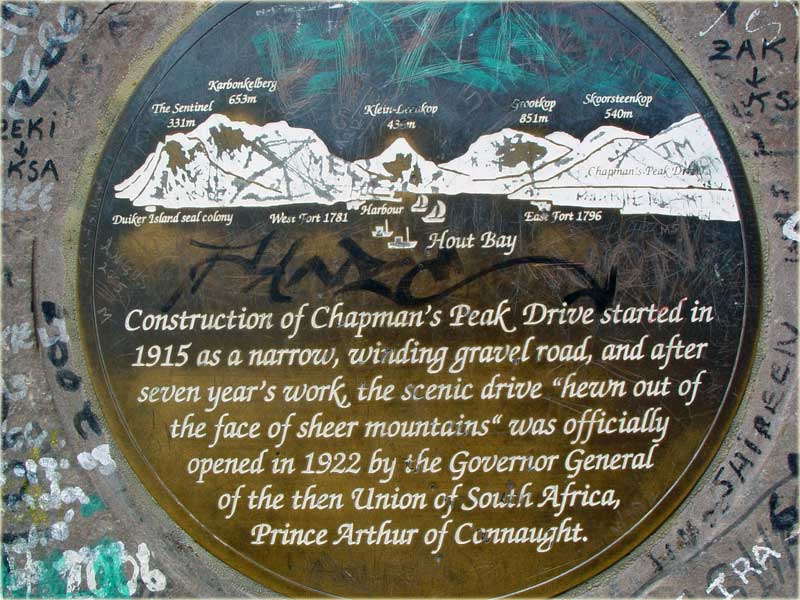 Karbonkelberg
653m
The Sentinel
331m
Grootkop
851m
Skoorsteenkop
540m
Chapman's Peak Drive
Duiker Island seal colony
West Fort 1781
Harbour
East Fort 1796
Hout Bay
Construction of Chapman's Peak Drive started in
1915 as a narrow, winding gravel road, and after
seven year's work, the scenic drive "hewn out of
the face of sheer mountains" was officially
opened in 1922 by the Governor General
of the then Union of South Africa,
Prince Arthur of Connaught.
ZEKI
KSA
ZAKI
KSA
2007
SHIREEN
IRA